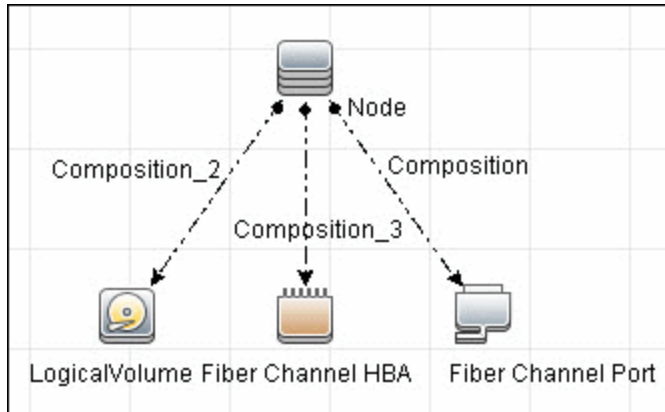 Node
Composition_2
Composition
Composition_3
LogicalVolume Fiber Channel HBA Fiber Channel Port